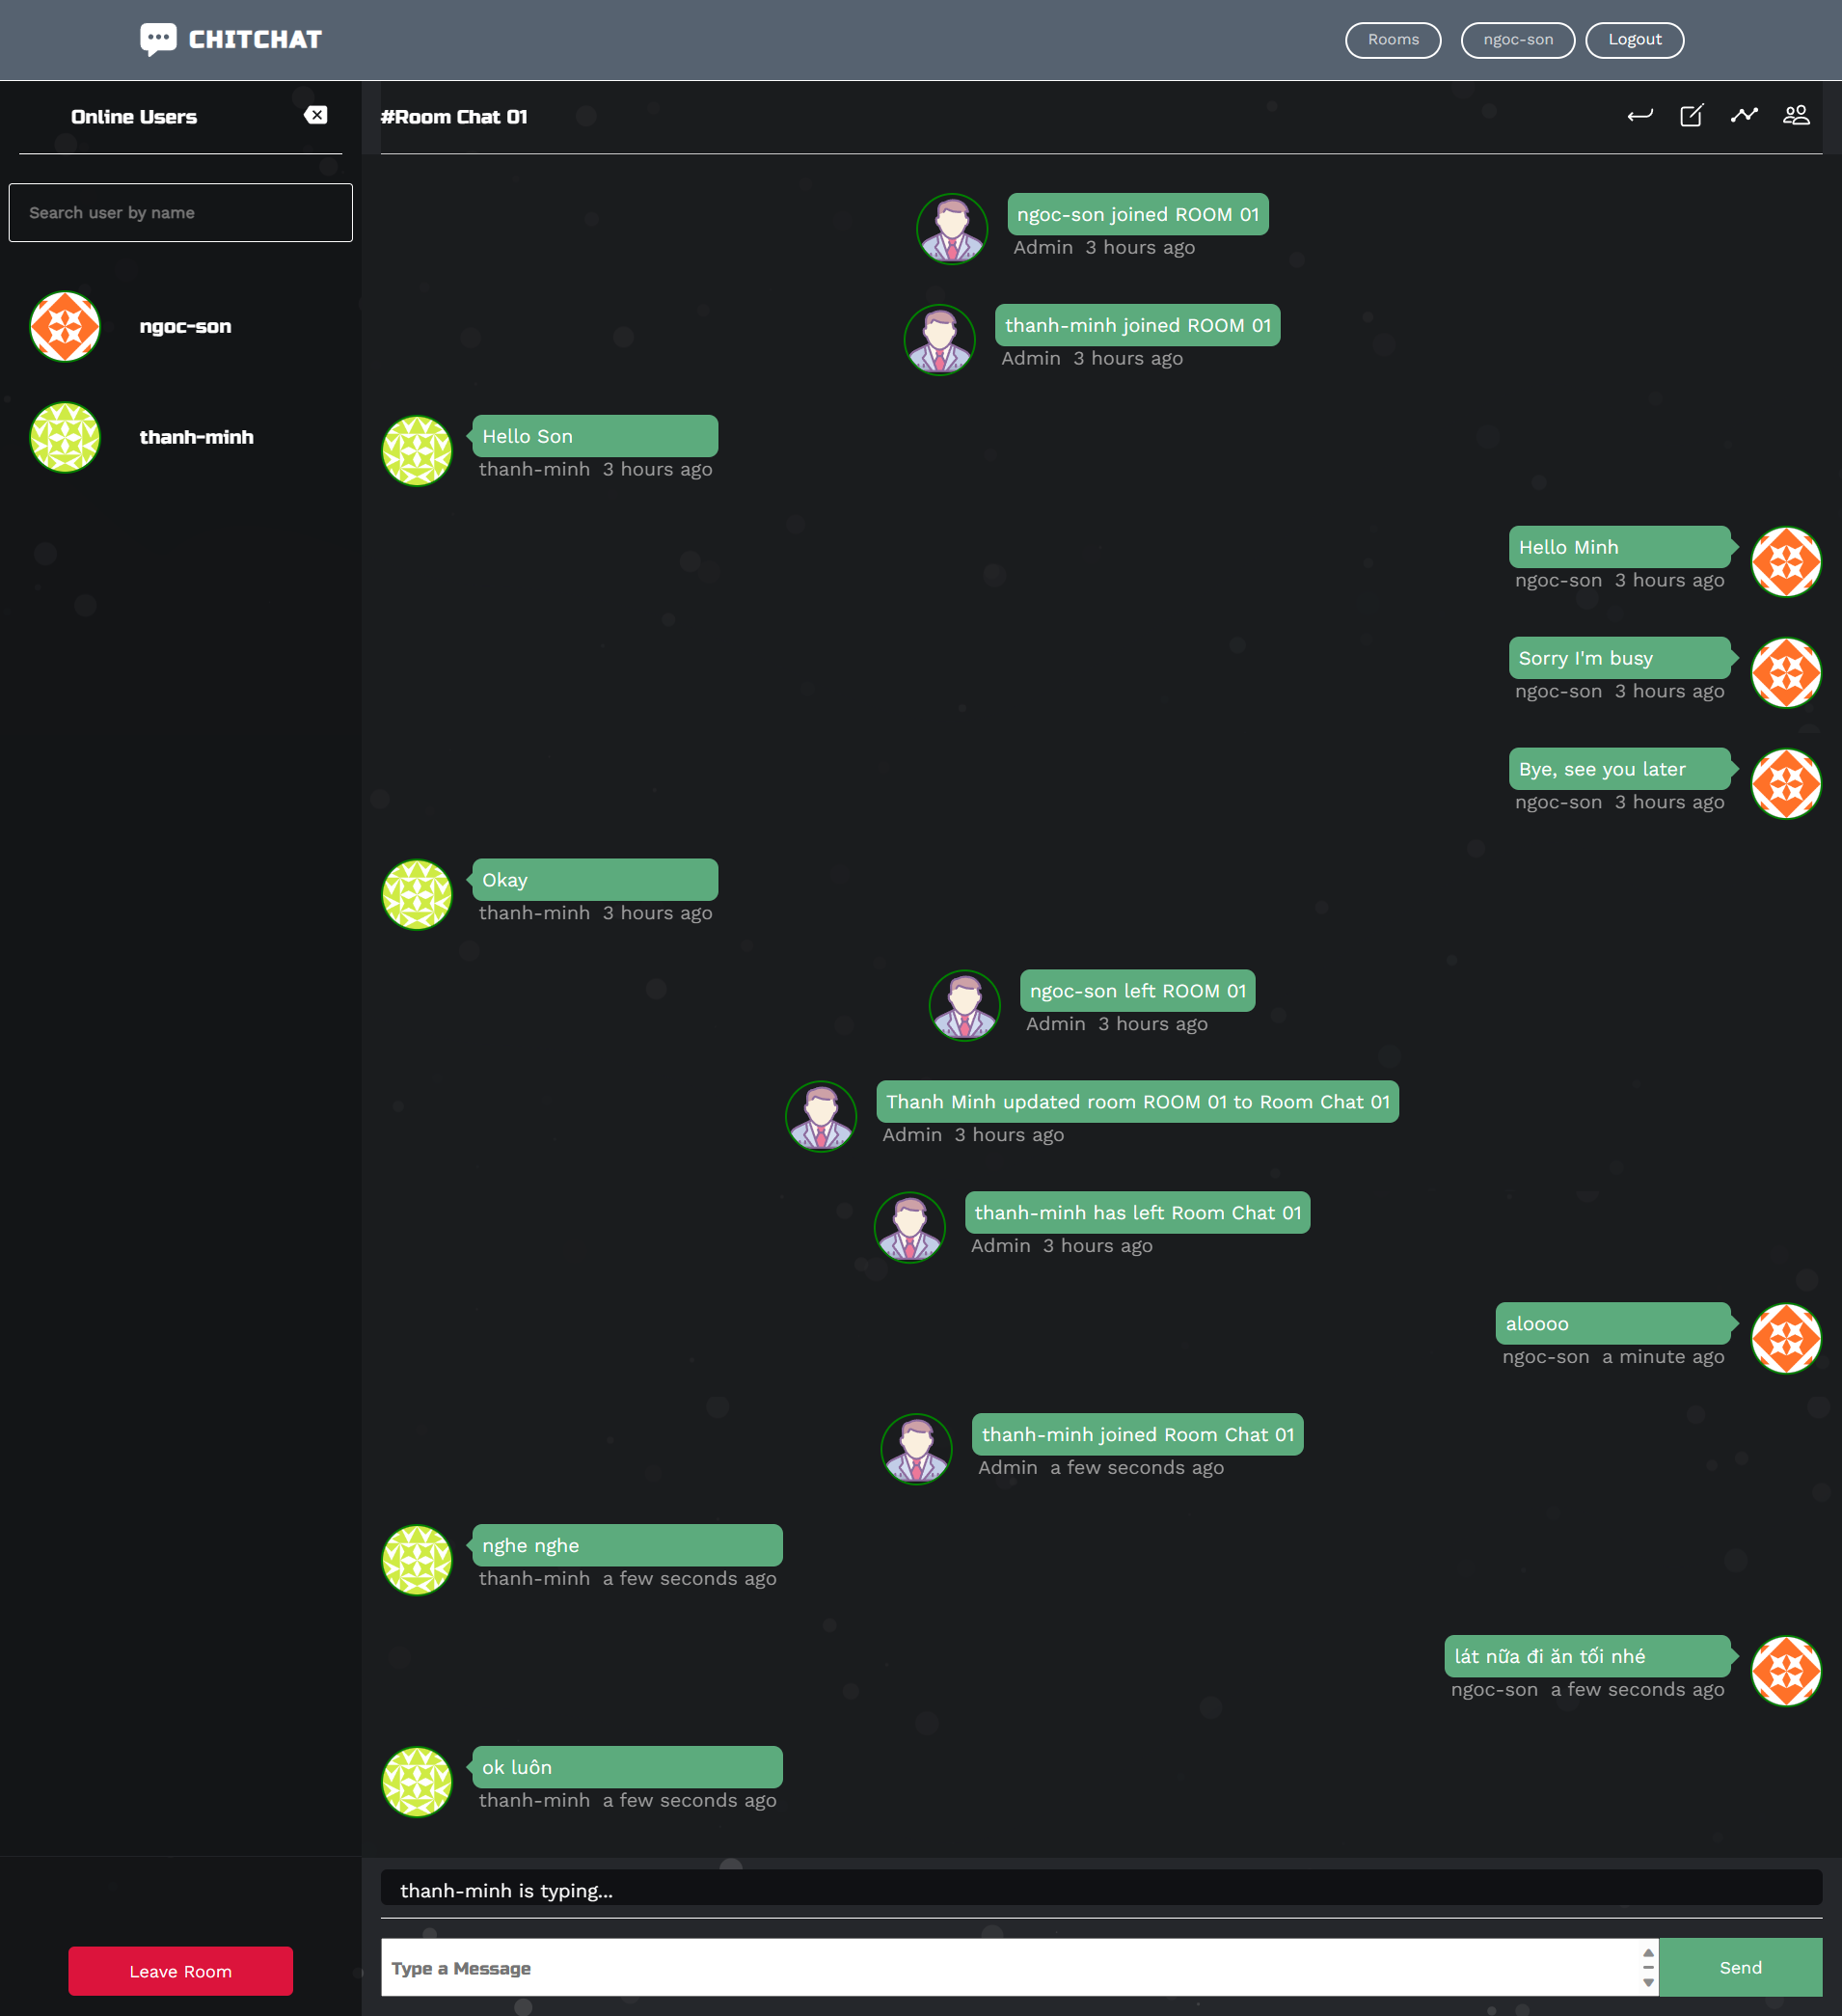 CHITCHAT
Rooms
ngoc-son
Logout
Online Users
#Room Chat 01
Search user by name
ngoc-son
thanh-minh
ngoc-son joined ROOM 01
Admin 3 hours ago
thanh-minh joined ROOM 01
Admin 3 hours ago
Hello Son
thanh-minh 3 hours ago
Hello Minh
ngoc-son 3 hours ago
Sorry I'm busy
ngoc-son 3 hours ago
Bye, see you later
ngoc-son 3 hours ago
Okay
thanh-minh 3 hours ago
ngoc-son left ROOM 01
Admin 3 hours ago
Thanh Minh updated room ROOM 01 to Room Chat 01
Admin 3 hours ago
thanh-minh has left Room Chat 01
Admin 3 hours ago
aloooo
ngoc-son a minute ago
thanh-minh joined Room Chat 01
Admin a few seconds ago
nghe nghe
thanh-minh a few seconds ago
lát nữa đi ăn tối nhé
ngoc-son a few seconds ago
ok luôn
thanh-minh a few seconds ago
thanh-minh is typing...
Leave Room
Type a Message
Send